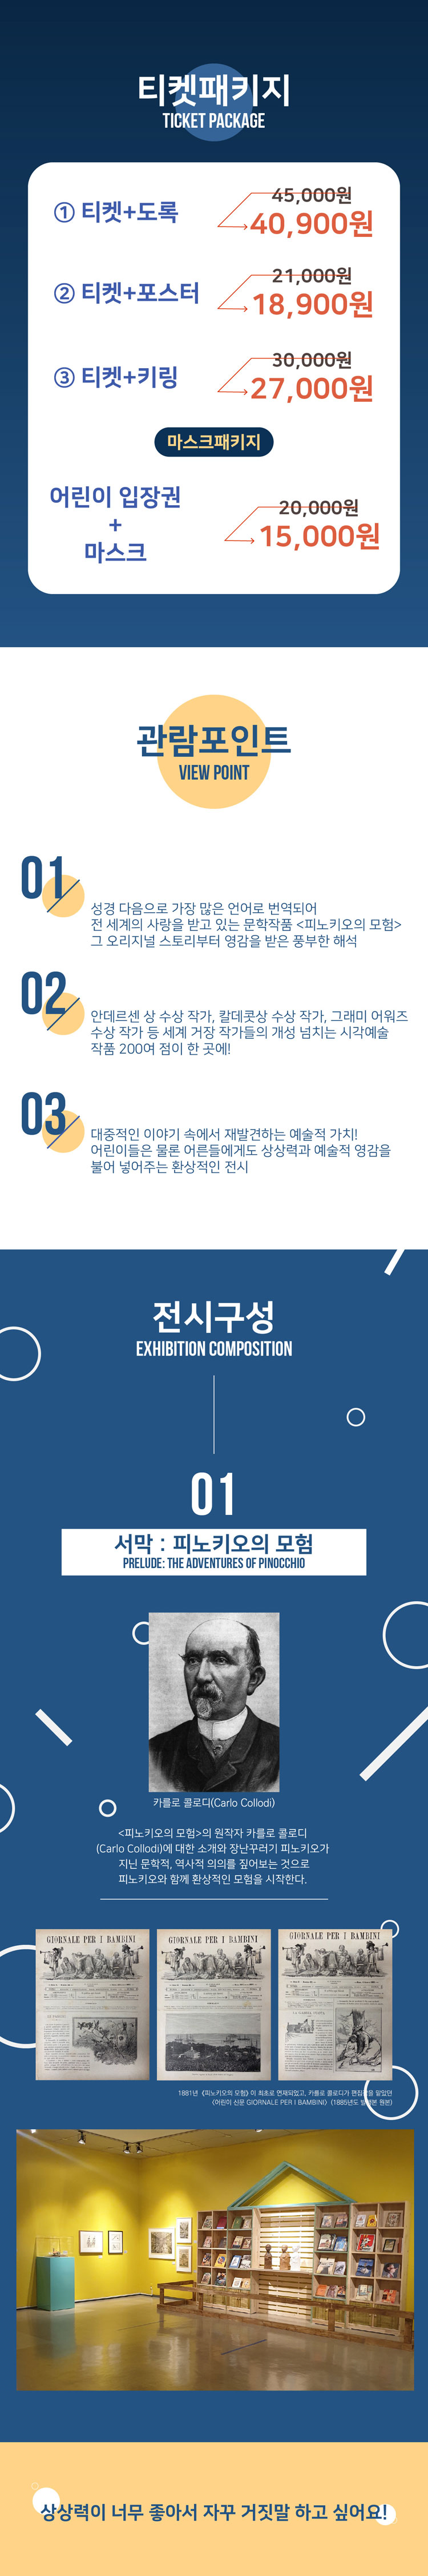 티켓패키지
TICKET PACKAGE
① 티켓+도록
45,000원
40,900원
② 티켓+포스터
21,000원
18,900원
③ 티켓+키링
30,000원
27,000원
마스크패키지
어린이 입장권
+
마스크
20,000원
15,000원
관람포인트
VIEW POINT
01
성경 다음으로 가장 많은 언어로 번역되어
전 세계의 사랑을 받고 있는 문학작품 <피노키오의 모험>
그 오리지널 스토리부터 영감을 받은 풍부한 해석
02
안데르센 상 수상 작가, 칼데콧상 수상 작가, 그래미 어워즈
수상 작가 등 세계 거장 작가들의 개성 넘치는 시각예술
작품 200여 점이 한 곳에!
03
대중적인 이야기 속에서 재발견하는 예술적 가치!
어린이들은 물론 어른들에게도 상상력과 예술적 영감을
불어 넣어주는 환상적인 전시
전시구성
EXHIBITION COMPOSITION
01
서막 : 피노키오의 모험
PRELUDE: THE ADVENTURES OF PINOCCHIO
카를로 콜로디(Carlo Collodi)
<피노키오의 모험>의 원작자 카를로 콜로디
(Carlo Collodi)에 대한 소개와 장난꾸러기 피노키오가
지닌 문학적, 역사적 의의를 짚어보는 것으로
피노키오와 함께 환상적인 모험을 시작한다.
GIORNALE PER I BAMBINI
GIORNALE PER I BAMBINI
GIORNALE PER I BAMBINI
1881년 《피노키오의 모험》이 최초로 연재되었고, 카를로 콜로디가 편집장을 맡았던
〈어린이 신문 GIORNALE PER I BAMBINI〉 (1885년도 발행본 원본)
상상력이 너무 좋아서 자꾸 거짓말 하고 싶어요!